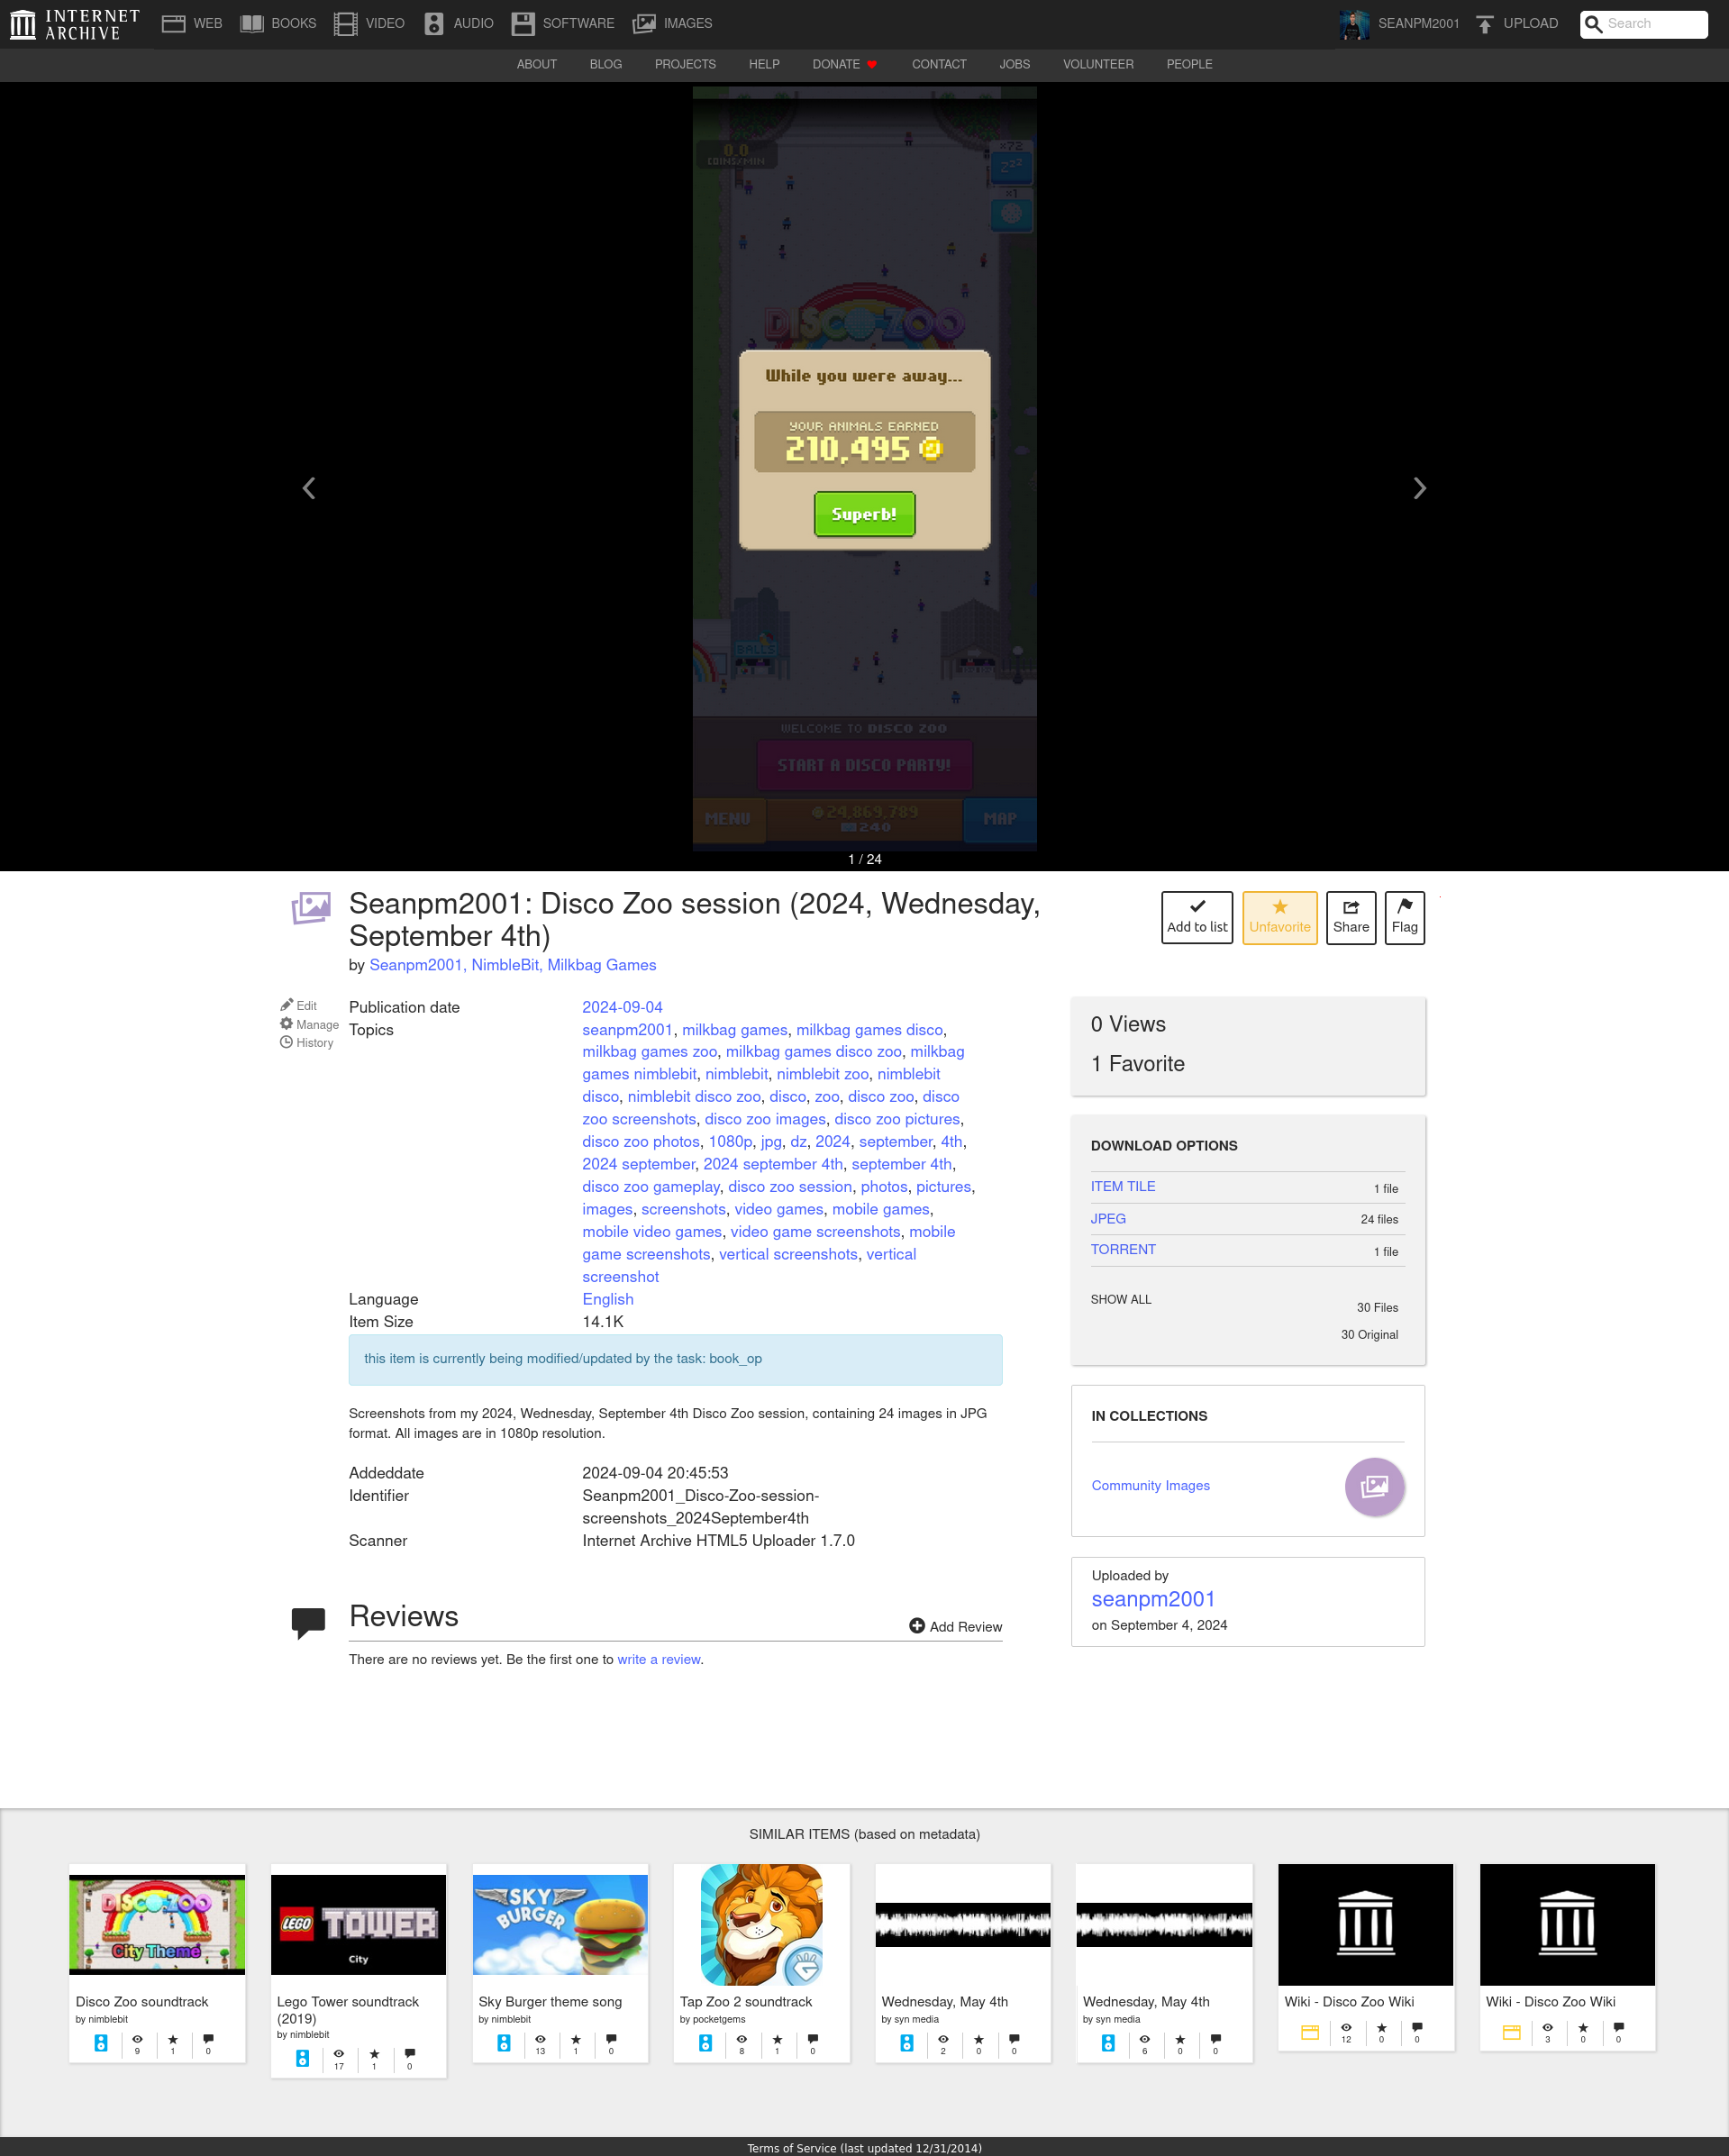 INTERNET
ARCHIVE
WEB BOOKS VIDEO AUDIO SOFTWARE IMAGES SEANPM2001 UPLOAD Search
ABOUT BLOG PROJECTS HELP DONATE CONTACT JOBS VOLUNTEER PEOPLE
0.0
COINS/MIN
x72
zzz
x1
DISCO ZOO
While you were away...
YOUR ANIMALS EARNED
210,495
Superb!
BALLS
WELCOME TO DISCO ZOO
START A DISCO PARTY!
MENU 24,869,789 MAP
240
1 / 24
Seanpm2001: Disco Zoo session (2024, Wednesday,
September 4th)
by Seanpm2001, NimbleBit, Milkbag Games
Add to list Unfavorite Share Flag
Edit
Manage
History
Publication date 2024-09-04
Topics seanpm2001, milkbag games, milkbag games disco,
milkbag games zoo, milkbag games disco zoo, milkbag
games nimblebit, nimblebit, nimblebit zoo, nimblebit
disco, nimblebit disco zoo, disco, zoo, disco zoo, disco
zoo screenshots, disco zoo images, disco zoo pictures,
disco zoo photos, 1080p, jpg, dz, 2024, september, 4th,
2024 september, 2024 september 4th, september 4th,
disco zoo gameplay, disco zoo session, photos, pictures,
images, screenshots, video games, mobile games,
mobile video games, video game screenshots, mobile
game screenshots, vertical screenshots, vertical
screenshot
Language English
Item Size 14.1K
this item is currently being modified/updated by the task: book_op
Screenshots from my 2024, Wednesday, September 4th Disco Zoo session, containing 24 images in JPG
format. All images are in 1080p resolution.
Addeddate 2024-09-04 20:45:53
Identifier Seanpm2001_Disco-Zoo-session-
screenshots_2024September4th
Scanner Internet Archive HTML5 Uploader 1.7.0
Reviews
Add Review
There are no reviews yet. Be the first one to write a review.
0 Views
1 Favorite
DOWNLOAD OPTIONS
ITEM TILE 1 file
JPEG 24 files
TORRENT 1 file
SHOW ALL
30 Files
30 Original
IN COLLECTIONS
Community Images
Uploaded by
seanpm2001
on September 4, 2024
SIMILAR ITEMS (based on metadata)
DISCO ZOO
City Theme
Disco Zoo soundtrack
by nimblebit
9 1 0
LEGO TOWER
City
Lego Tower soundtrack
(2019)
by nimblebit
17 1 0
SKY
BURGER
Sky Burger theme song
by nimblebit
13 1 0
Tap Zoo 2 soundtrack
by pocketgems
8 1 0
Wednesday, May 4th
by syn media
2 0 0
Wednesday, May 4th
by syn media
6 0 0
Wiki - Disco Zoo Wiki
12 0 0
Wiki - Disco Zoo Wiki
3 0 0
Terms of Service (last updated 12/31/2014)